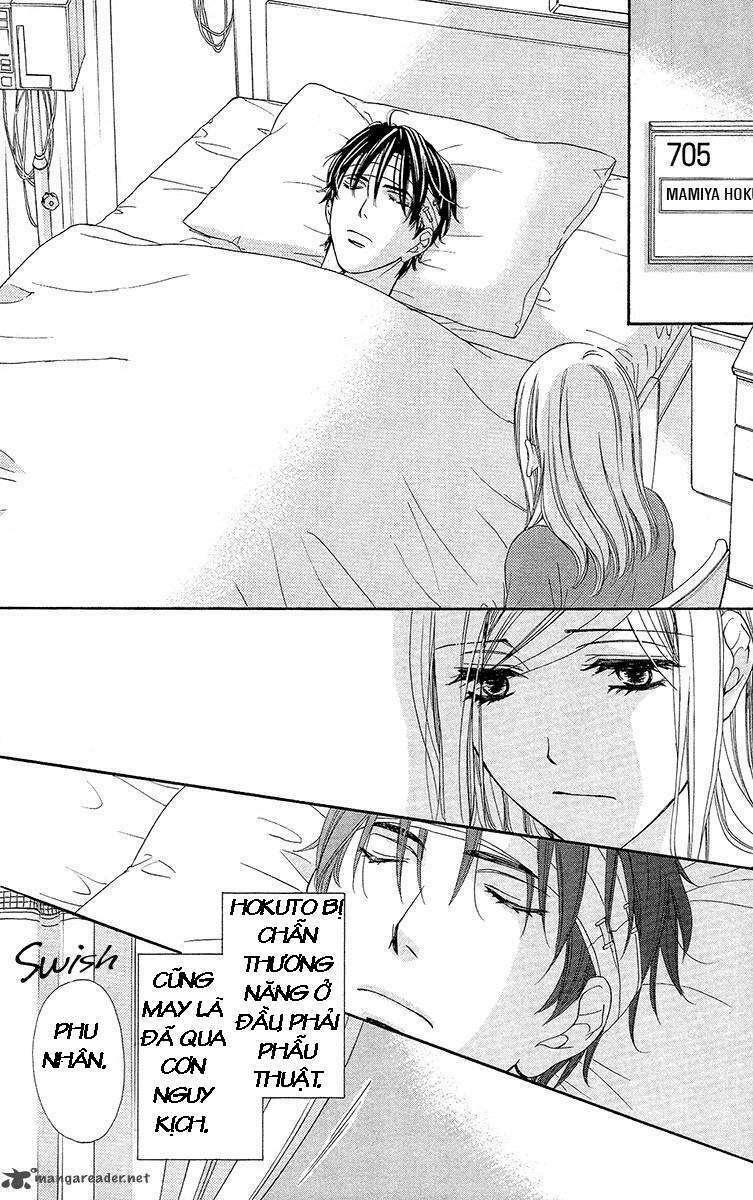 705
MAMIYA HOKU
HOKUTO BỊ
CHẤN
THƯƠNG
NĂNG Ở
ĐẦU, PHẢI
PHẪU
THUẬT.
CŨNG
MAY LÀ
ĐÃ QUA
CƠN
NGUY
KỊCH.
Swish
PHU
NHÂN.
mangareader.net